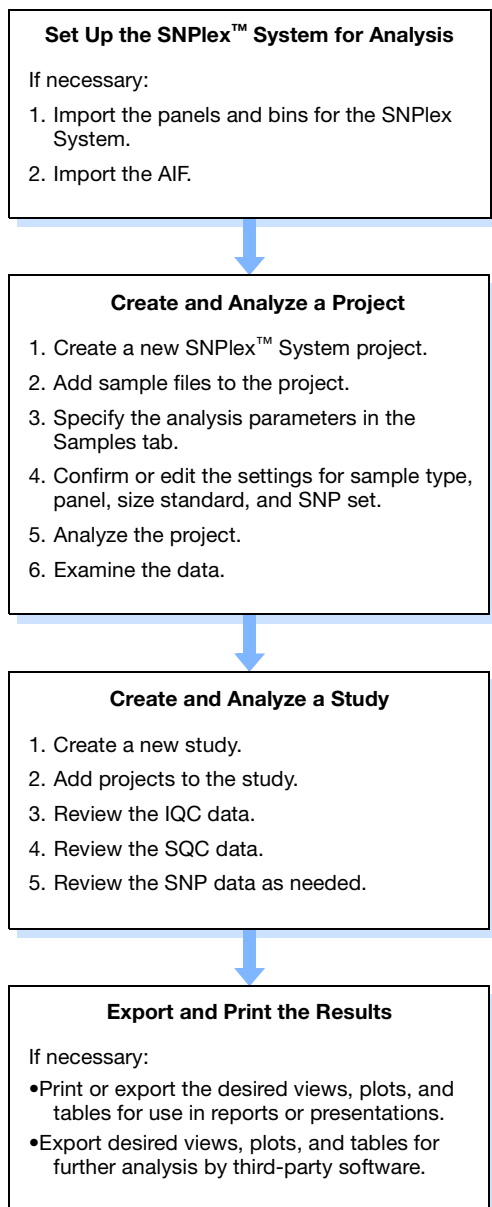 Set Up the SNPlex™ System for Analysis
If necessary:
1. Import the panels and bins for the SNPlex
System.
2. Import the AIF.
Create and Analyze a Project
1. Create a new SNPlex™ System project.
2. Add sample files to the project.
3. Specify the analysis parameters in the
Samples tab.
4. Confirm or edit the settings for sample type,
panel, size standard, and SNP set.
5. Analyze the project.
6. Examine the data.
Create and Analyze a Study
1. Create a new study.
2. Add projects to the study.
3. Review the IQC data.
4. Review the SQC data.
5. Review the SNP data as needed.
Export and Print the Results
If necessary:
•Print or export the desired views, plots, and
tables for use in reports or presentations.
•Export desired views, plots, and tables for
further analysis by third-party software.